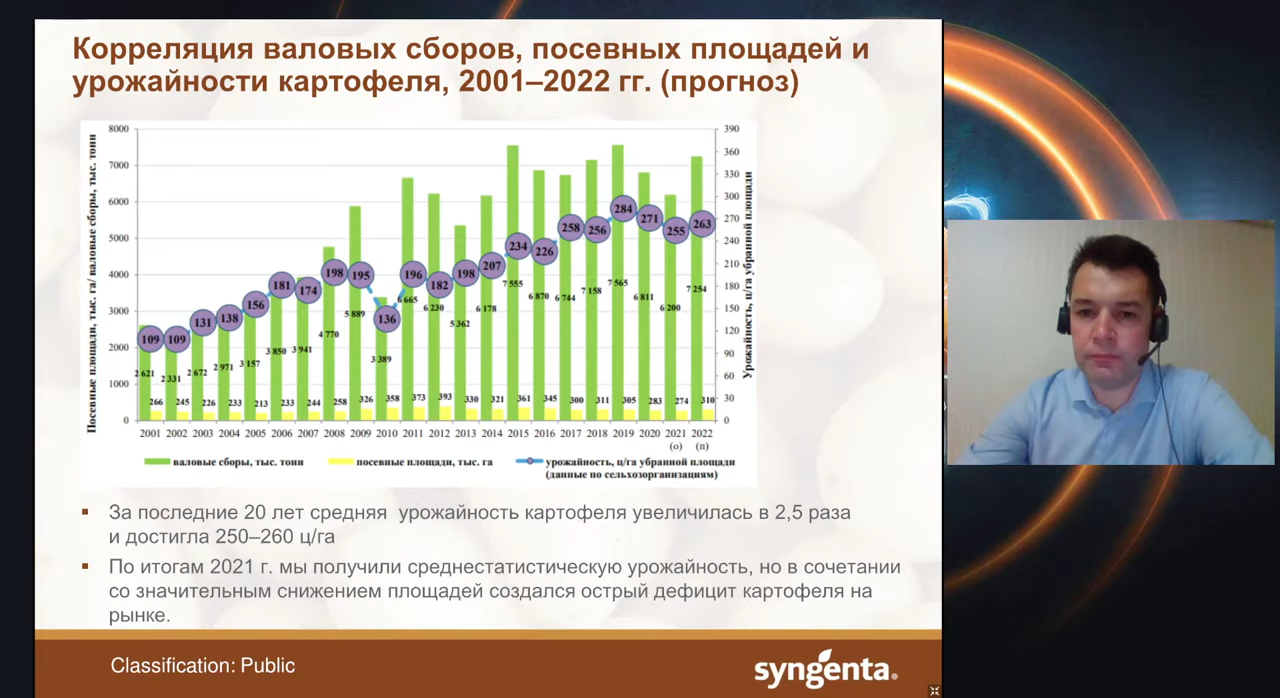 Корреляция валовых сборов, посевных площадей и
урожайности картофеля, 2001–2022 гг. (прогноз)
Посевные площади, тыс. га/ валовые сборы, тыс. тонн
8000
7000
6000
5000
4000
3000
2000
1000
0
109 109 131 138 156 181 174 198 195 136 196 182 198 207 234 226 258 256 284 271 255 263
2 621 2 331 2 672 2 971 3 157 3 850 3 941 4 770 5 889 3 389 6 665 6 230 5 362 6 178 7 555 6 870 6 744 7 158 7 565 6 811 6 200 7 254
266 245 226 233 213 233 244 258 326 358 373 393 330 321 361 345 300 311 305 283 274 310
390
360
330
300
270
240
210
180
150
120
90
60
30
0
Урожайность, ц/га убранной площади
2001 2002 2003 2004 2005 2006 2007 2008 2009 2010 2011 2012 2013 2014 2015 2016 2017 2018 2019 2020 2021 2022
(о) (п)
валовые сборы, тыс. тонн посевные площади, тыс. га урожайность, ц/га убранной площади
(данные по сельхозорганизациям)
▪ За последние 20 лет средняя урожайность картофеля увеличилась в 2,5 раза
и достигла 250–260 ц/га
▪ По итогам 2021 г. мы получили среднестатистическую урожайность, но в сочетании
со значительным снижением площадей создался острый дефицит картофеля на
рынке.
Classification: Public
syngenta®